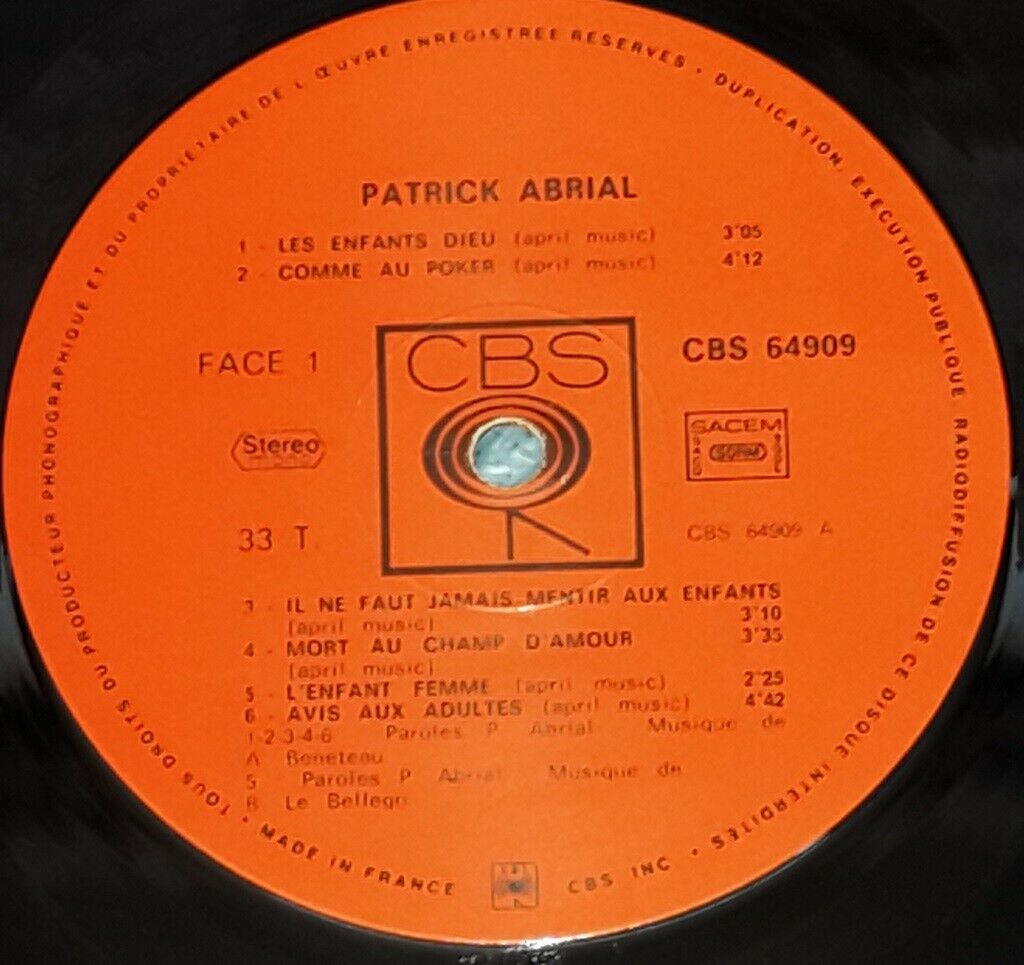 TOUS DROITS DU PRODUCTEUR PHONOGRAPHIQUE ET DU PROPRIETAIRE DE L'ŒUVRE ENREGISTREE RESERVES • DUPLICATION, EXECUTION PUBLIQUE RADIODIFFUSION DE CE DISQUE INTERDITES •
PATRICK ABRIAL
1 - LES ENFANTS DIEU (april music) 3'05
2 - COMME AU POKER (april music) 4'12
FACE 1
CBS
CBS 64909
Stereo
SACEM
33 T.
CBS 64909 A
3 - IL NE FAUT JAMAIS MENTIR AUX ENFANTS
(april music) 3'10
4 - MORT AU CHAMP D'AMOUR 3'35
(april music)
5 - L'ENFANT FEMME (april music) 2'25
6 - AVIS AUX ADULTES (april music) 4'42
1-2-3-4-6 Paroles P Abrial Musique de
A Beneteau
5 Paroles P Abrial Musique de
R Le Bellego
• MADE IN FRANCE
CBS INC